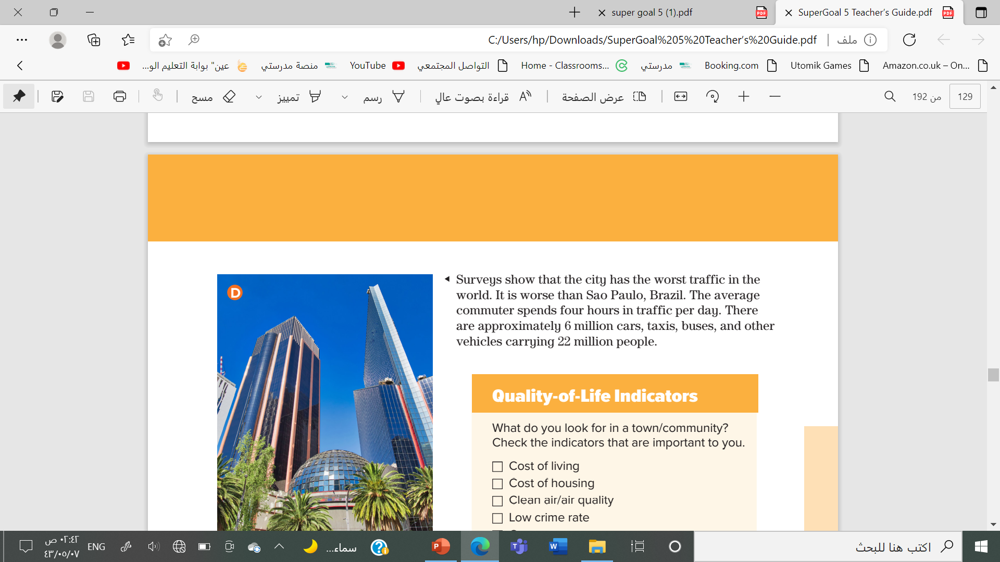 super goal 5 (1).pdf
SuperGoal 5 Teacher’s Guide.pdf
C:/Users/hp/Downloads/SuperGoal%205%20Teacher’s%20Guide.pdf
ملف
عين" بوابة التعليم الو...
منصة مدرستي
YouTube
التواصل المجتمعي
Home - Classrooms...
مدرستي
Booking.com
Utomik Games
Amazon.co.uk – On...
مسح
تمييز
رسم
قراءة بصوت عالٍ
عرض الصفحة
من 192
129
D
Surveys show that the city has the worst traffic in the
world. It is worse than Sao Paulo, Brazil. The average
commuter spends four hours in traffic per day. There
are approximately 6 million cars, taxis, buses, and other
vehicles carrying 22 million people.
Quality-of-Life Indicators
What do you look for in a town/community?
Check the indicators that are important to you.
Cost of living
Cost of housing
Clean air/air quality
Low crime rate
٠٢:٤٢ ص
٤٣/٠٥/٠٧
ENG
سماء...
اكتب هنا للبحث